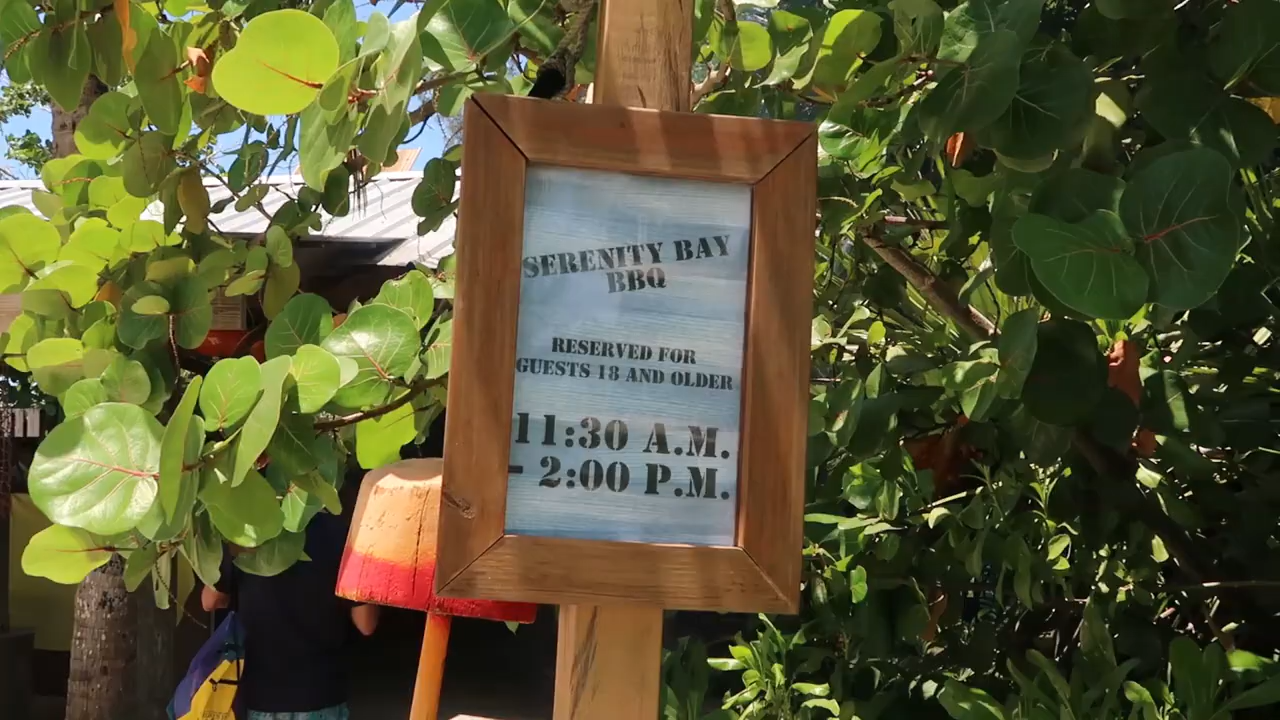 SERENITY BAY
BBQ
RESERVED FOR
GUESTS 18 AND OLDER
11:30 A.M.
- 2:00 P.M.